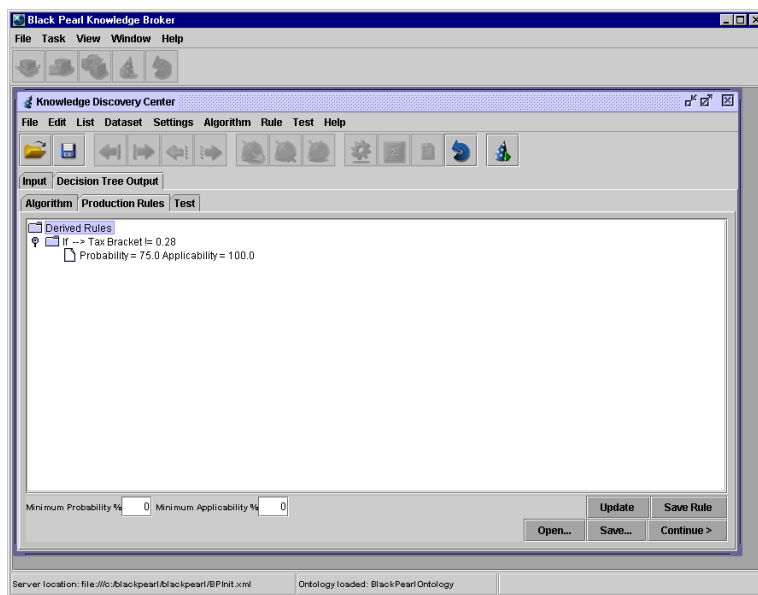 Black Pearl Knowledge Broker
File Task View Window Help
Knowledge Discovery Center
File Edit List Dataset Settings Algorithm Rule Test Help
Input Decision Tree Output
Algorithm Production Rules Test
Derived Rules
If --> Tax Bracket != 0.28
Probability = 75.0 Applicability = 100.0
Minimum Probability % 0 Minimum Applicability % 0 Update Save Rule
Open... Save... Continue >
Server location: file:///c:/blackpearl/blackpearl/BPInit.xml Ontology loaded: BlackPearlOntology